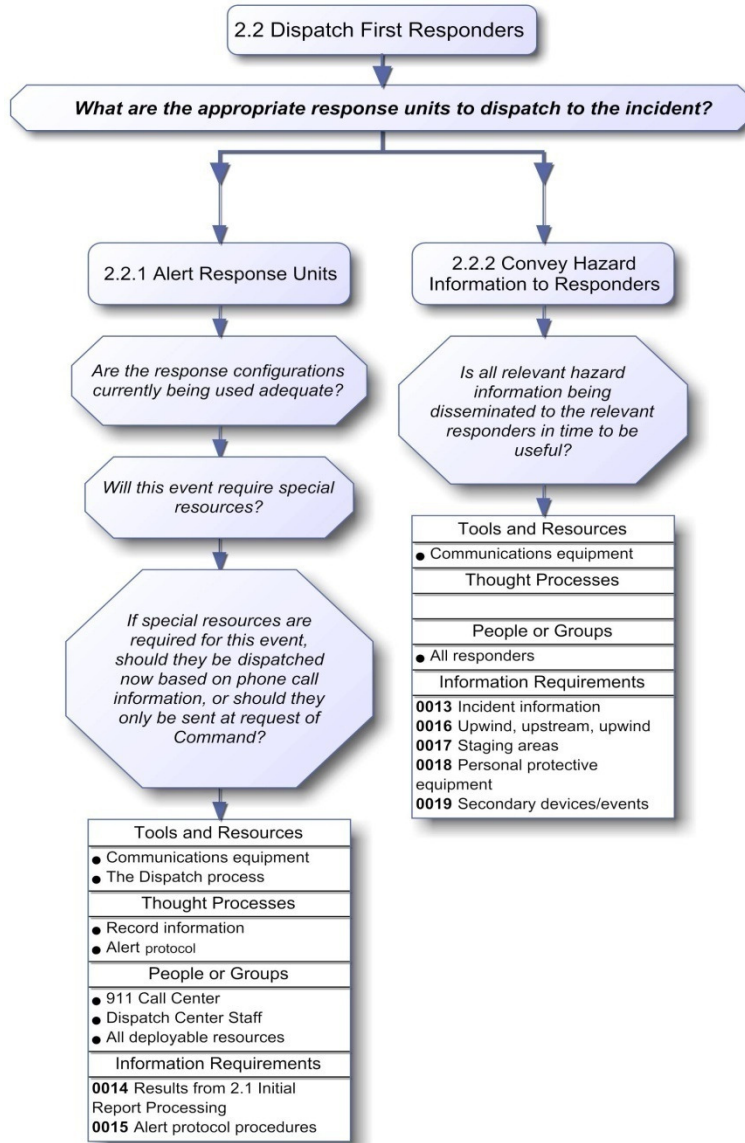 2.2 Dispatch First Responders
What are the appropriate response units to dispatch to the incident?
2.2.1 Alert Response Units
Are the response configurations
currently being used adequate?
Will this event require special
resources?
If special resources are
required for this event,
should they be dispatched
now based on phone call
information, or should they
only be sent at request of
Command?
Tools and Resources
● Communications equipment
● The Dispatch process
Thought Processes
● Record information
● Alert protocol
People or Groups
● 911 Call Center
● Dispatch Center Staff
● All deployable resources
Information Requirements
0014 Results from 2.1 Initial
Report Processing
0015 Alert protocol procedures
2.2.2 Convey Hazard
Information to Responders
Is all relevant hazard
information being
disseminated to the relevant
responders in time to be
useful?
Tools and Resources
● Communications equipment
Thought Processes
People or Groups
● All responders
Information Requirements
0013 Incident information
0016 Upwind, upstream, upwind
0017 Staging areas
0018 Personal protective
equipment
0019 Secondary devices/events